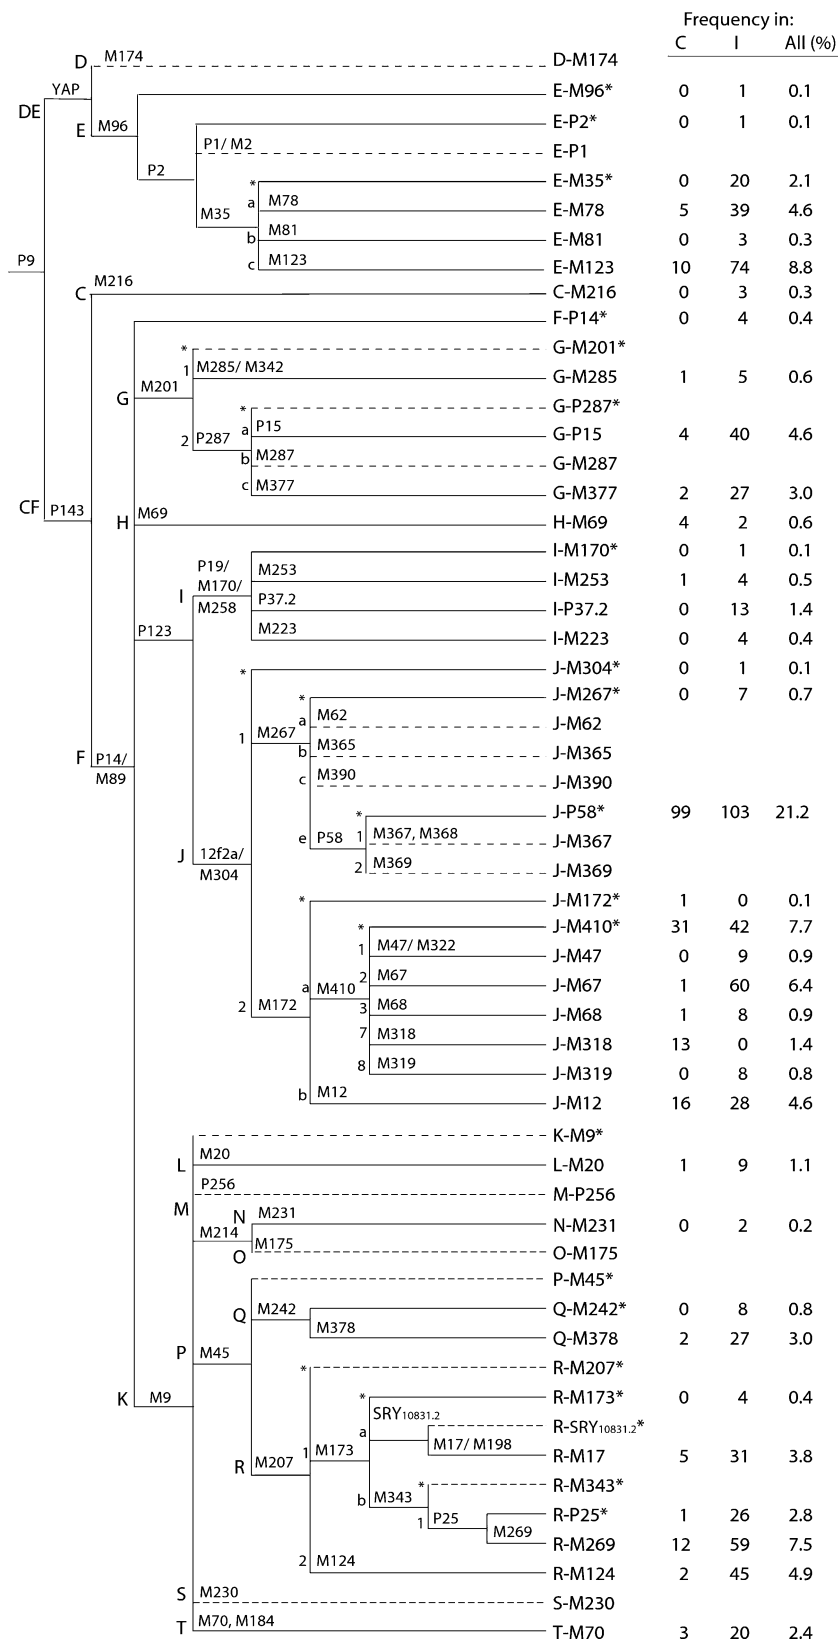 Frequency in:
C I All (%)
D M174 D-M174
YAP
E-M96* 0 1 0.1
DE
E M96 E-P2* 0 1 0.1
P1/ M2 E-P1
P2
* E-M35* 0 20 2.1
a M78 E-M78 5 39 4.6
M35
b M81 E-M81 0 3 0.3
P9
c M123 E-M123 10 74 8.8
C M216 C-M216 0 3 0.3
F-P14* 0 4 0.4
* G-M201* 
1 M285/ M342 G-M285 1 5 0.6
G M201
* G-P287*
a P15 G-P15 4 40 4.6
2 P287
b M287 G-M287
c M377 G-M377 2 27 3.0
CF P143 H M69 H-M69 4 2 0.6
I-M170* 0 1 0.1
P19/
M170/
I M258
M253 I-M253 1 4 0.5
P37.2 I-P37.2 0 13 1.4
P123 M223 I-M223 0 4 0.4
* J-M304* 0 1 0.1
* J-M267* 0 7 0.7
a M62 J-M62
1 M267
b M365 J-M365
F P14/
M89
c M390 J-M390
* J-P58* 99 103 21.2
e P58 1 M367, M368 J-M367
J 12f2a/
M304
2 M369 J-M369
* J-M172* 1 0 0.1
* J-M410* 31 42 7.7
1 M47/ M322 J-M47 0 9 0.9
a M410 2 M67 J-M67 1 60 6.4
2 M172 3 M68 J-M68 1 8 0.9
7 M318 J-M318 13 0 1.4
8 M319 J-M319 0 8 0.8
b M12 J-M12 16 28 4.6
K-M9*
L M20 L-M20 1 9 1.1
M P256 M-P256
N M231 N-M231 0 2 0.2
M214
O M175 O-M175
P-M45*
Q M242 Q-M242* 0 8 0.8
M378 Q-M378 2 27 3.0
P M45
* R-M207*
K M9
* R-M173* 0 4 0.4
a SRY10831.2 R-SRY10831.2*
R M207 1 M173 M17/ M198 R-M17 5 31 3.8
* R-M343*
b M343
1 P25 R-P25* 1 26 2.8
M269 R-M269 12 59 7.5
2 M124 R-M124 2 45 4.9
S M230 S-M230
T M70, M184 T-M70 3 20 2.4